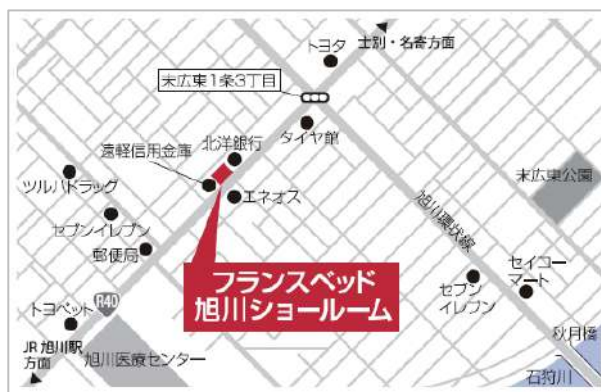 トヨタ
士別・名寄方面
末広東1条3丁目
北洋銀行
タイヤ館
遠軽信用金庫
ツルハドラッグ
エネオス
末広東公園
セブンイレブン
旭川環状線
郵便局
フランスベッド
旭川ショールーム
セイコー
マート
セブン
イレブン
トヨペット
R40
JR旭川駅
方面
旭川医療センター
秋月橋
石狩川